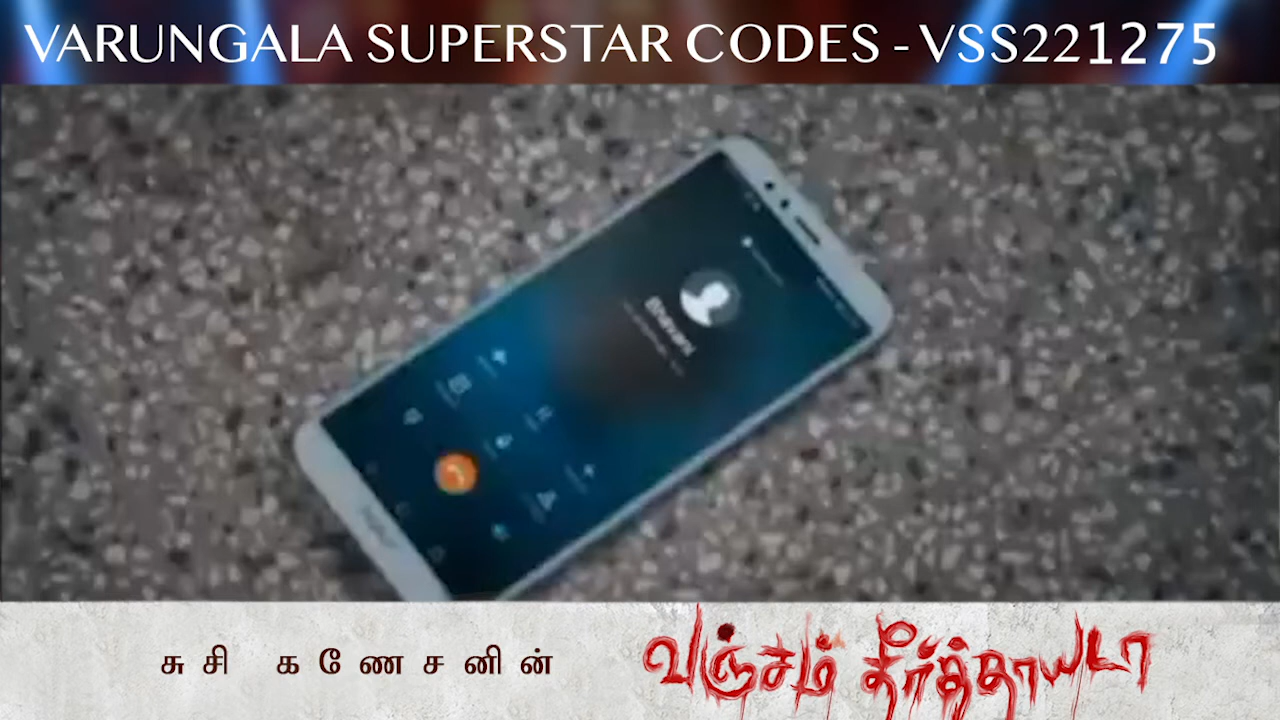 VARUNGALA SUPERSTAR CODES - VSS221275
சுசி கணேசனின்
வஞ்சம் தீர்த்தாயடா